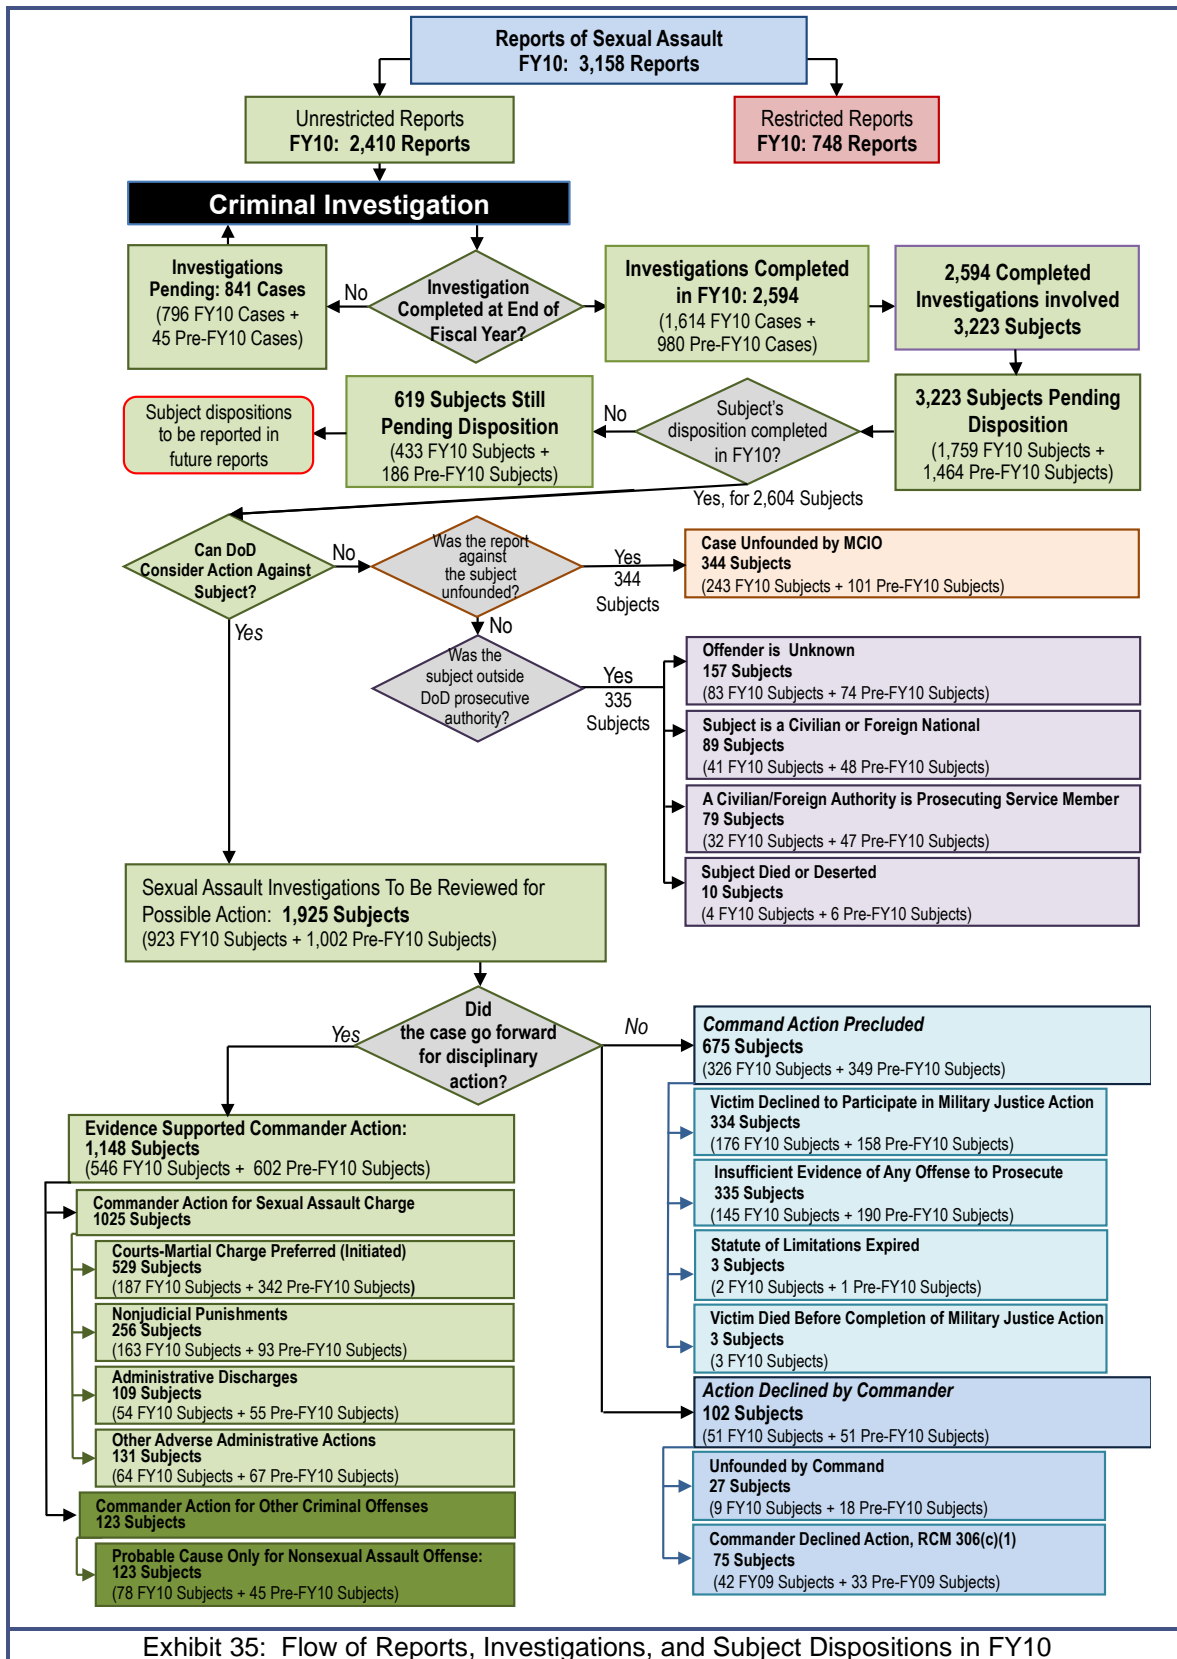 Reports of Sexual Assault
FY10: 3,158 Reports
Unrestricted Reports
FY10: 2,410 Reports
Restricted Reports
FY10: 748 Reports
Criminal Investigation
Investigations
Pending: 841 Cases
(796 FY10 Cases +
45 Pre-FY10 Cases)
No
Investigation
Completed at End of
Fiscal Year?
Investigations Completed
in FY10: 2,594
(1,614 FY10 Cases +
980 Pre-FY10 Cases)
2,594 Completed
Investigations involved
3,223 Subjects
Subject dispositions
to be reported in
future reports
619 Subjects Still
Pending Disposition
(433 FY10 Subjects +
186 Pre-FY10 Subjects)
No
Subject's
disposition completed
in FY10?
3,223 Subjects Pending
Disposition
(1,759 FY10 Subjects +
1,464 Pre-FY10 Subjects)
Yes, for 2,604 Subjects
Can DoD
Consider Action Against
Subject?
No
Was the report
against
the subject
unfounded?
Yes
344
Subjects
Case Unfounded by MCIO
344 Subjects
(243 FY10 Subjects + 101 Pre-FY10 Subjects)
Yes
No
Was the
subject outside
DoD prosecutive
authority?
Yes
335
Subjects
Offender is Unknown
157 Subjects
(83 FY10 Subjects + 74 Pre-FY10 Subjects)
Subject is a Civilian or Foreign National
89 Subjects
(41 FY10 Subjects + 48 Pre-FY10 Subjects)
A Civilian/Foreign Authority is Prosecuting Service Member
79 Subjects
(32 FY10 Subjects + 47 Pre-FY10 Subjects)
Subject Died or Deserted
10 Subjects
(4 FY10 Subjects + 6 Pre-FY10 Subjects)
Sexual Assault Investigations To Be Reviewed for
Possible Action: 1,925 Subjects
(923 FY10 Subjects + 1,002 Pre-FY10 Subjects)
Did
the case go forward
for disciplinary
action?
Yes
No
Evidence Supported Commander Action:
1,148 Subjects
(546 FY10 Subjects + 602 Pre-FY10 Subjects)
Commander Action for Sexual Assault Charge
1025 Subjects
Courts-Martial Charge Preferred (Initiated)
529 Subjects
(187 FY10 Subjects + 342 Pre-FY10 Subjects)
Nonjudicial Punishments
256 Subjects
(163 FY10 Subjects + 93 Pre-FY10 Subjects)
Administrative Discharges
109 Subjects
(54 FY10 Subjects + 55 Pre-FY10 Subjects)
Other Adverse Administrative Actions
131 Subjects
(64 FY10 Subjects + 67 Pre-FY10 Subjects)
Commander Action for Other Criminal Offenses
123 Subjects
Probable Cause Only for Nonsexual Assault Offense:
123 Subjects
(78 FY10 Subjects + 45 Pre-FY10 Subjects)
Command Action Precluded
675 Subjects
(326 FY10 Subjects + 349 Pre-FY10 Subjects)
Victim Declined to Participate in Military Justice Action
334 Subjects
(176 FY10 Subjects + 158 Pre-FY10 Subjects)
Insufficient Evidence of Any Offense to Prosecute
335 Subjects
(145 FY10 Subjects + 190 Pre-FY10 Subjects)
Statute of Limitations Expired
3 Subjects
(2 FY10 Subjects + 1 Pre-FY10 Subjects)
Victim Died Before Completion of Military Justice Action
3 Subjects
(3 FY10 Subjects)
Action Declined by Commander
102 Subjects
(51 FY10 Subjects + 51 Pre-FY10 Subjects)
Unfounded by Command
27 Subjects
(9 FY10 Subjects + 18 Pre-FY10 Subjects)
Commander Declined Action, RCM 306(c)(1)
75 Subjects
(42 FY09 Subjects + 33 Pre-FY09 Subjects)
Exhibit 35: Flow of Reports, Investigations, and Subject Dispositions in FY10